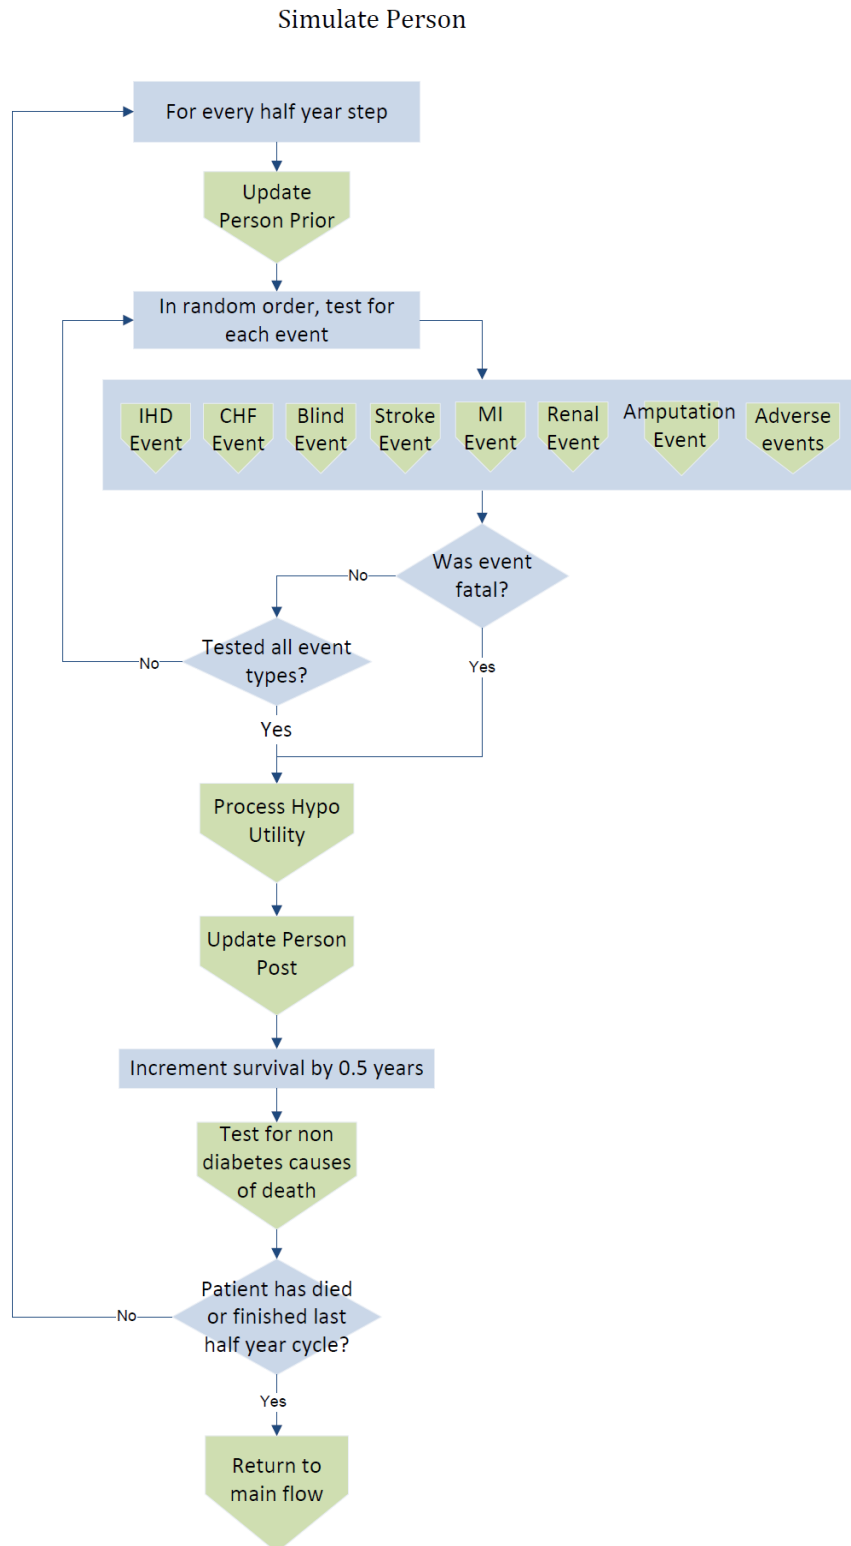 Simulate Person
For every half year step
Update
Person Prior
In random order, test for
each event
IHD
Event
CHF
Event
Blind
Event
Stroke
Event
MI
Event
Renal
Event
Amputation
Event
Adverse
events
Was event
fatal?
No
Tested all event
types?
No
Yes
Yes
Process Hypo
Utility
Update Person
Post
Increment survival by 0.5 years
Test for non
diabetes causes
of death
Patient has died
or finished last
half year cycle?
No
Yes
Return to
main flow